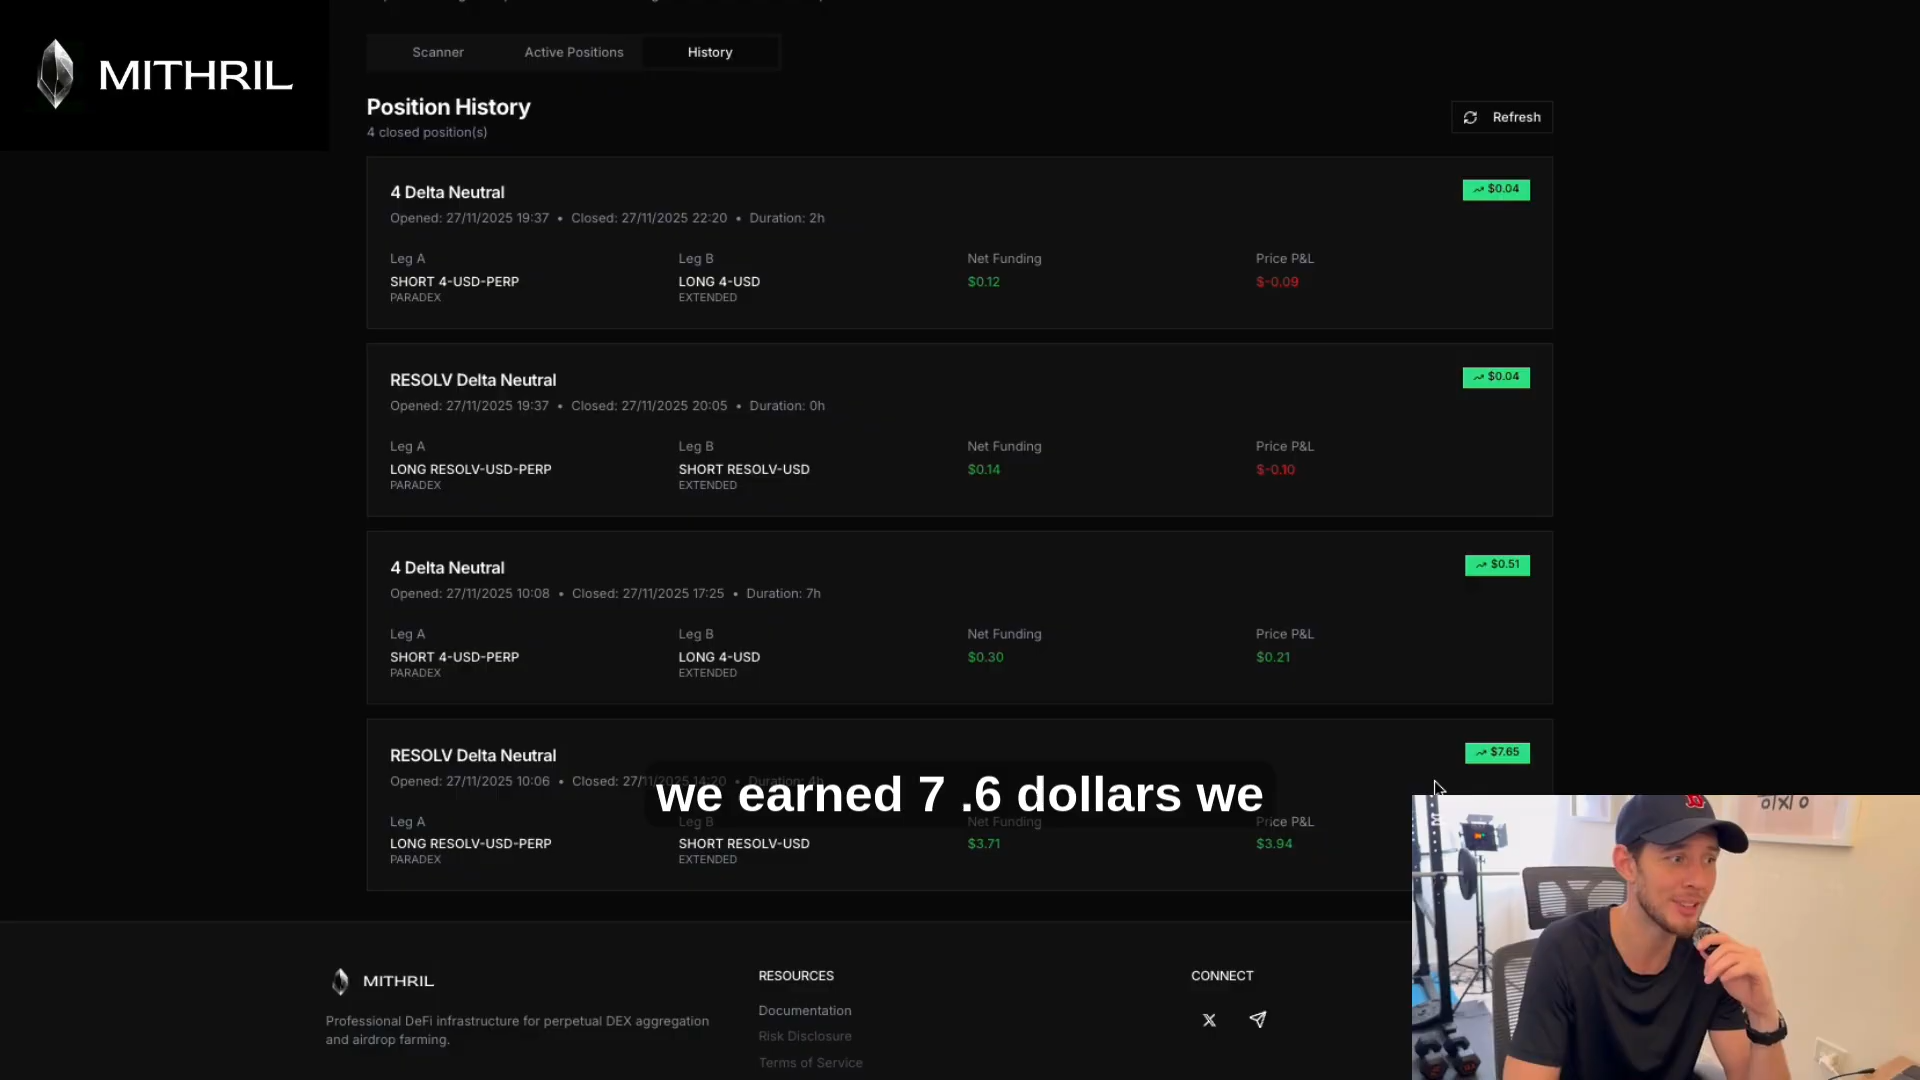 MITHRIL
Scanner
Active Positions
History
Position History
4 closed position(s)
Refresh
4 Delta Neutral
$0.04
Opened: 27/11/2025 19:37 • Closed: 27/11/2025 22:20 • Duration: 2h
Leg A
Leg B
Net Funding
Price P&L
SHORT 4-USD-PERP
LONG 4-USD
$0.12
$-0.09
PARADEX
EXTENDED
RESOLV Delta Neutral
$0.04
Opened: 27/11/2025 19:37 • Closed: 27/11/2025 20:05 • Duration: 0h
Leg A
Leg B
Net Funding
Price P&L
LONG RESOLV-USD-PERP
SHORT RESOLV-USD
$0.14
$-0.10
PARADEX
EXTENDED
4 Delta Neutral
$0.51
Opened: 27/11/2025 10:08 • Closed: 27/11/2025 17:25 • Duration: 7h
Leg A
Leg B
Net Funding
Price P&L
SHORT 4-USD-PERP
LONG 4-USD
$0.30
$0.21
PARADEX
EXTENDED
RESOLV Delta Neutral
$7.65
Opened: 27/11/2025 10:06 • Closed: 27/11/2025 14:20 • Duration: 4h
we earned 7 .6 dollars we
Leg A
Leg B
Net Funding
Price P&L
LONG RESOLV-USD-PERP
SHORT RESOLV-USD
$3.71
$3.94
PARADEX
EXTENDED
MITHRIL
Professional DeFi infrastructure for perpetual DEX aggregation
and airdrop farming.
RESOURCES
Documentation
Risk Disclosure
Terms of Service
CONNECT